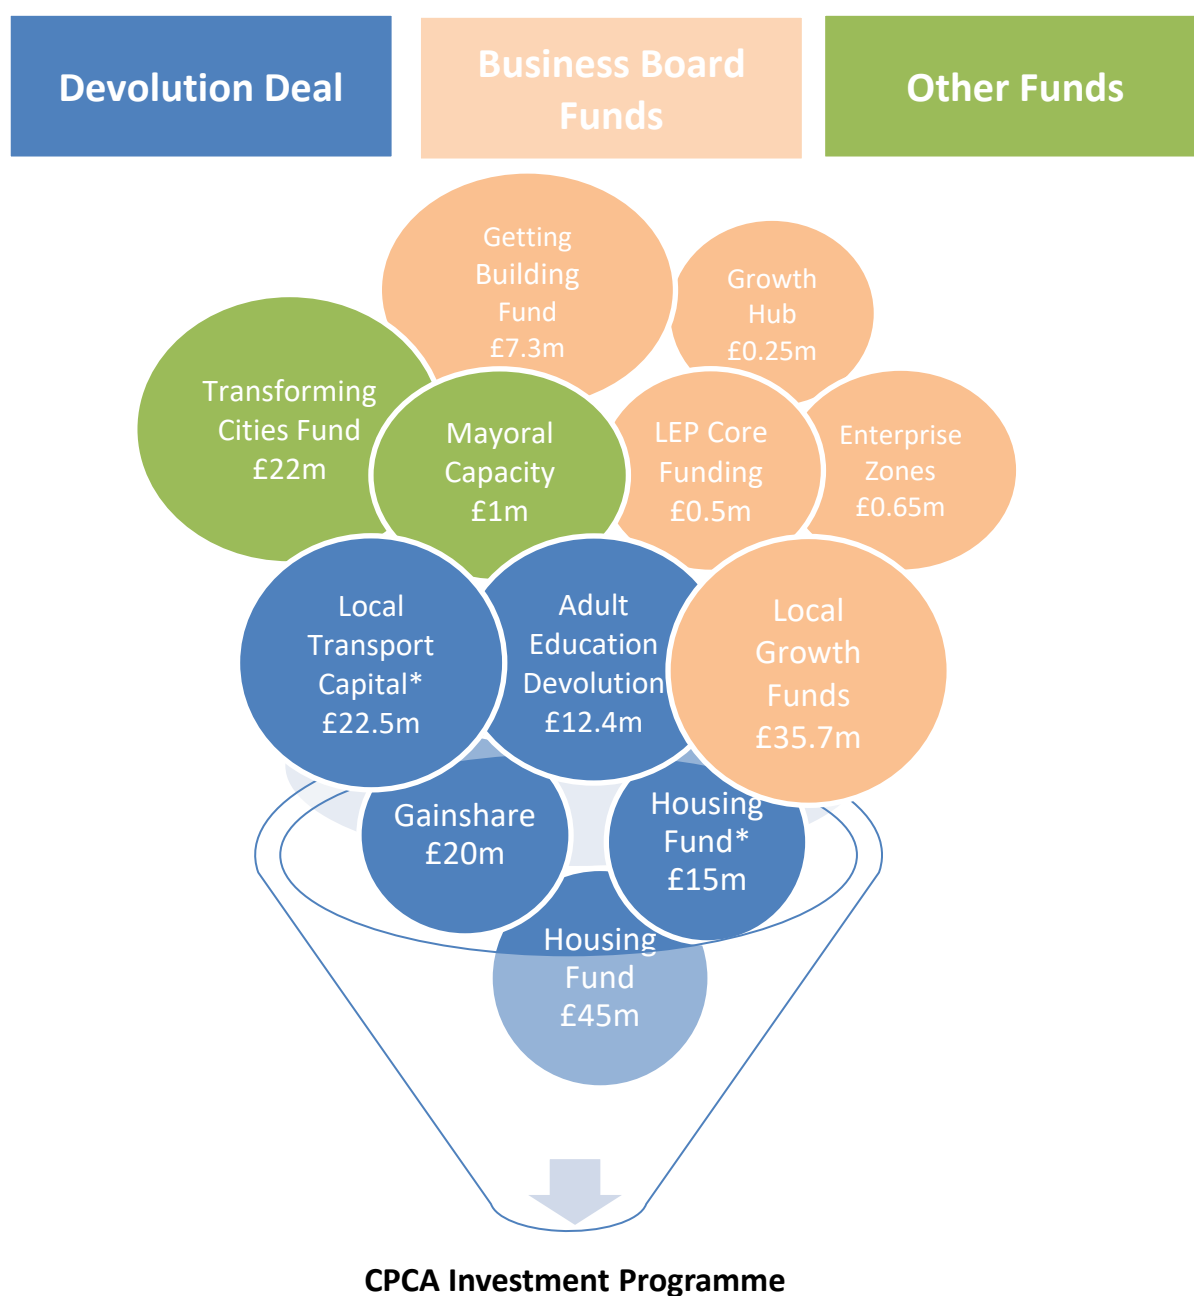 Devolution Deal
Business Board
Funds
Other Funds
Getting
Building
Fund
£7.3m
Growth
Hub
£0.25m
Transforming
Cities Fund
£22m
Mayoral
Capacity
£1m
LEP Core
Funding
£0.5m
Enterprise
Zones
£0.65m
Local
Transport
Capital*
£22.5m
Adult
Education
Devolution
£12.4m
Local
Growth
Funds
£35.7m
Gainshare
£20m
Housing
Fund*
£15m
Housing
Fund
£45m
CPCA Investment Programme